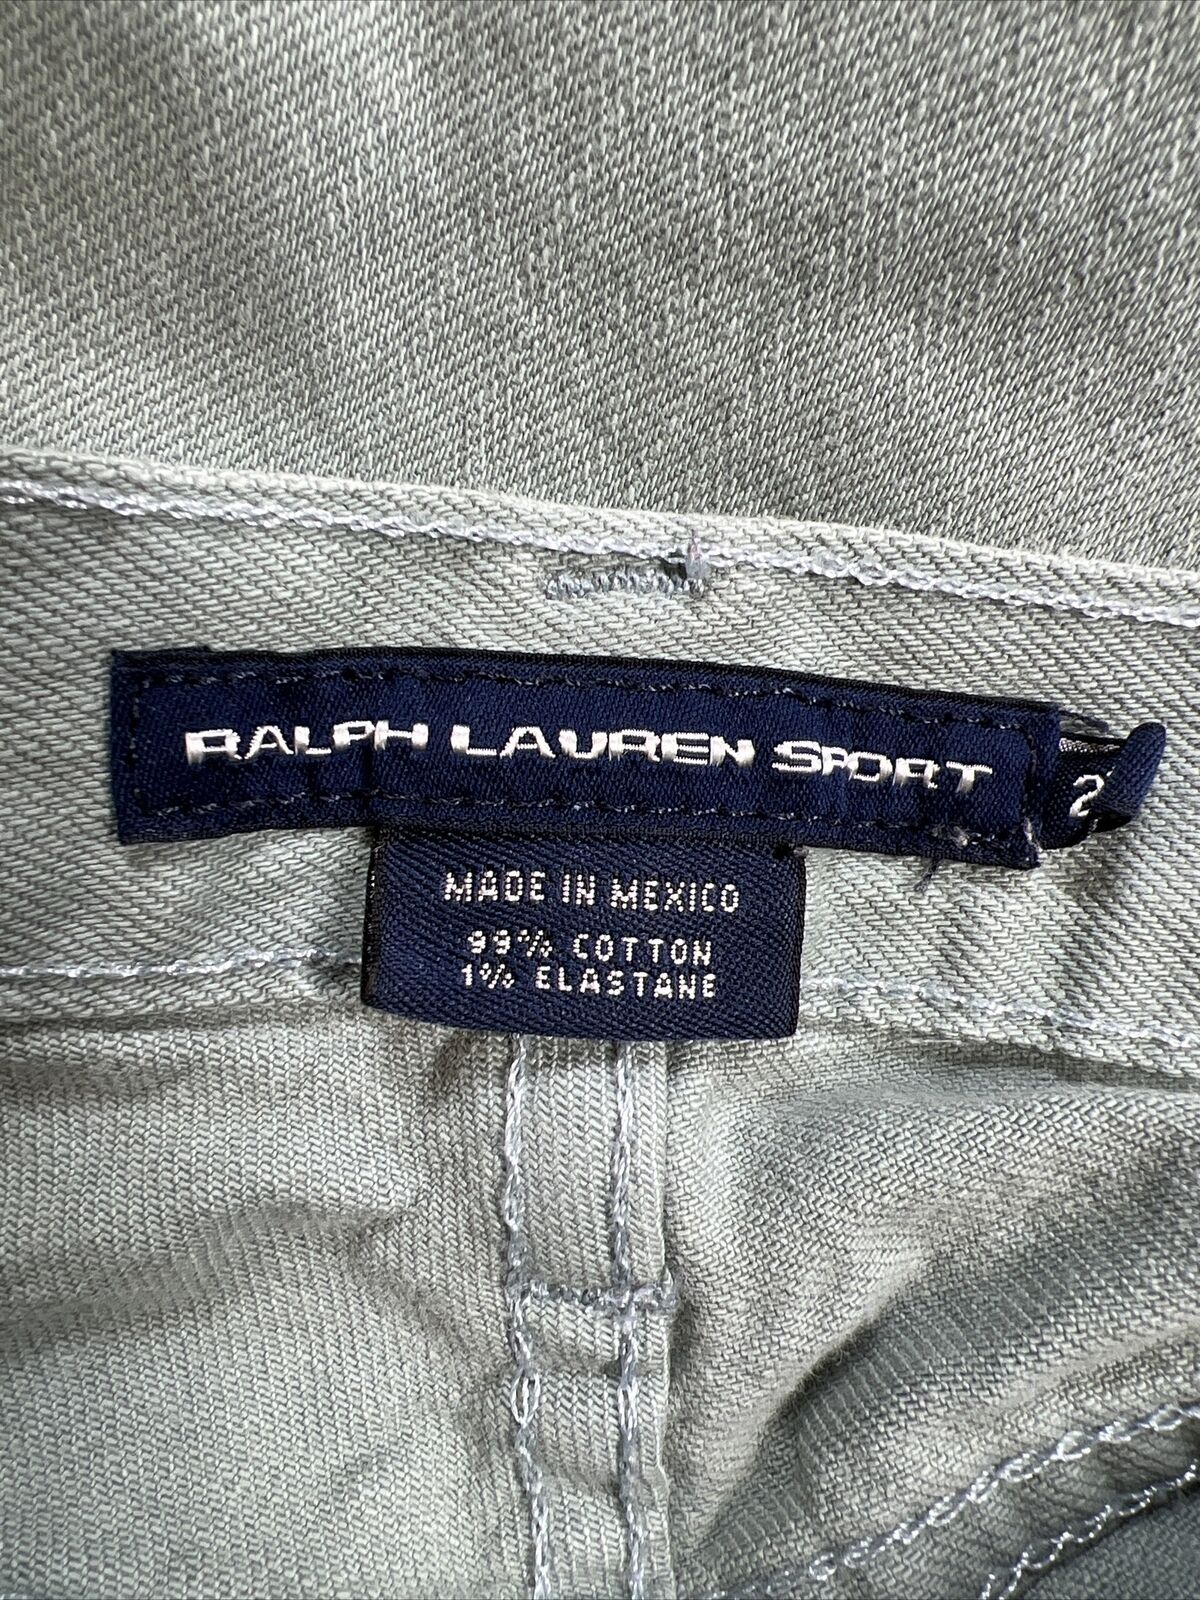 RALPH LAUREN SPORT
MADE IN MEXICO
99% COTTON
1% ELASTANE